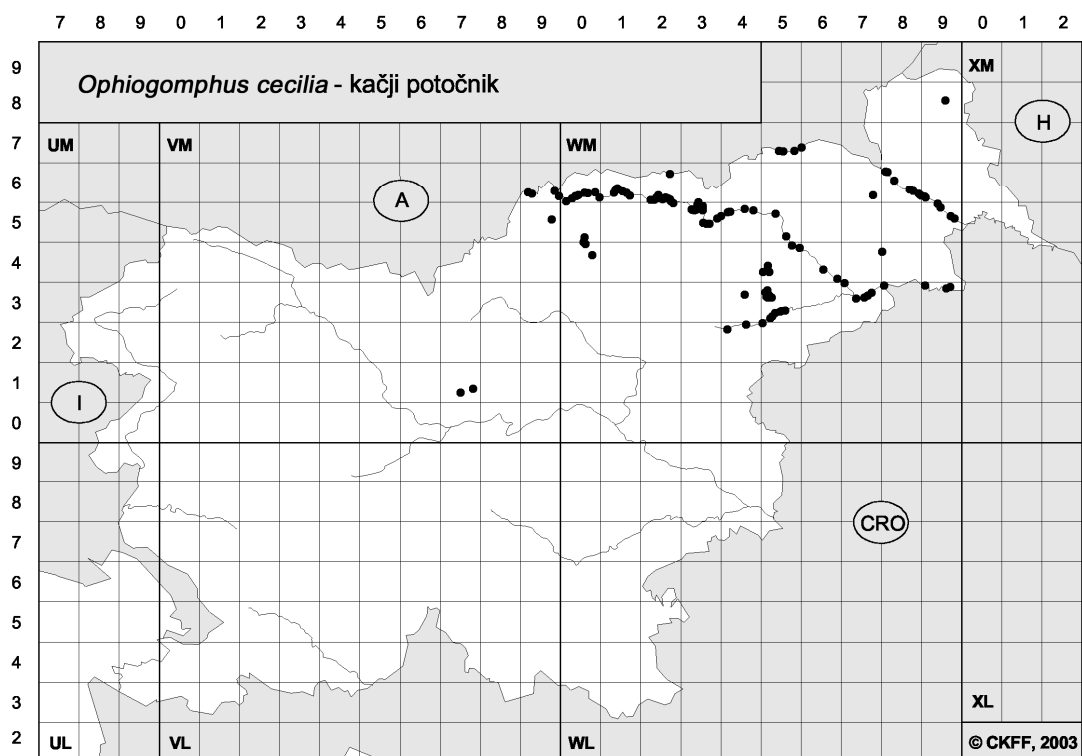 7 8 9 0 1 2 3 4 5 6 7 8 9 0 1 2 3 4 5 6 7 8 9 0 1 2
9
Ophiogomphus cecilia - kačji potočnik
XM
8
H
7
UM VM WM
6
A
5
4
3
2
1
I
0
9
8
CRO
7
6
5
4
3
XL
2
UL VL WL © CKFF, 2003